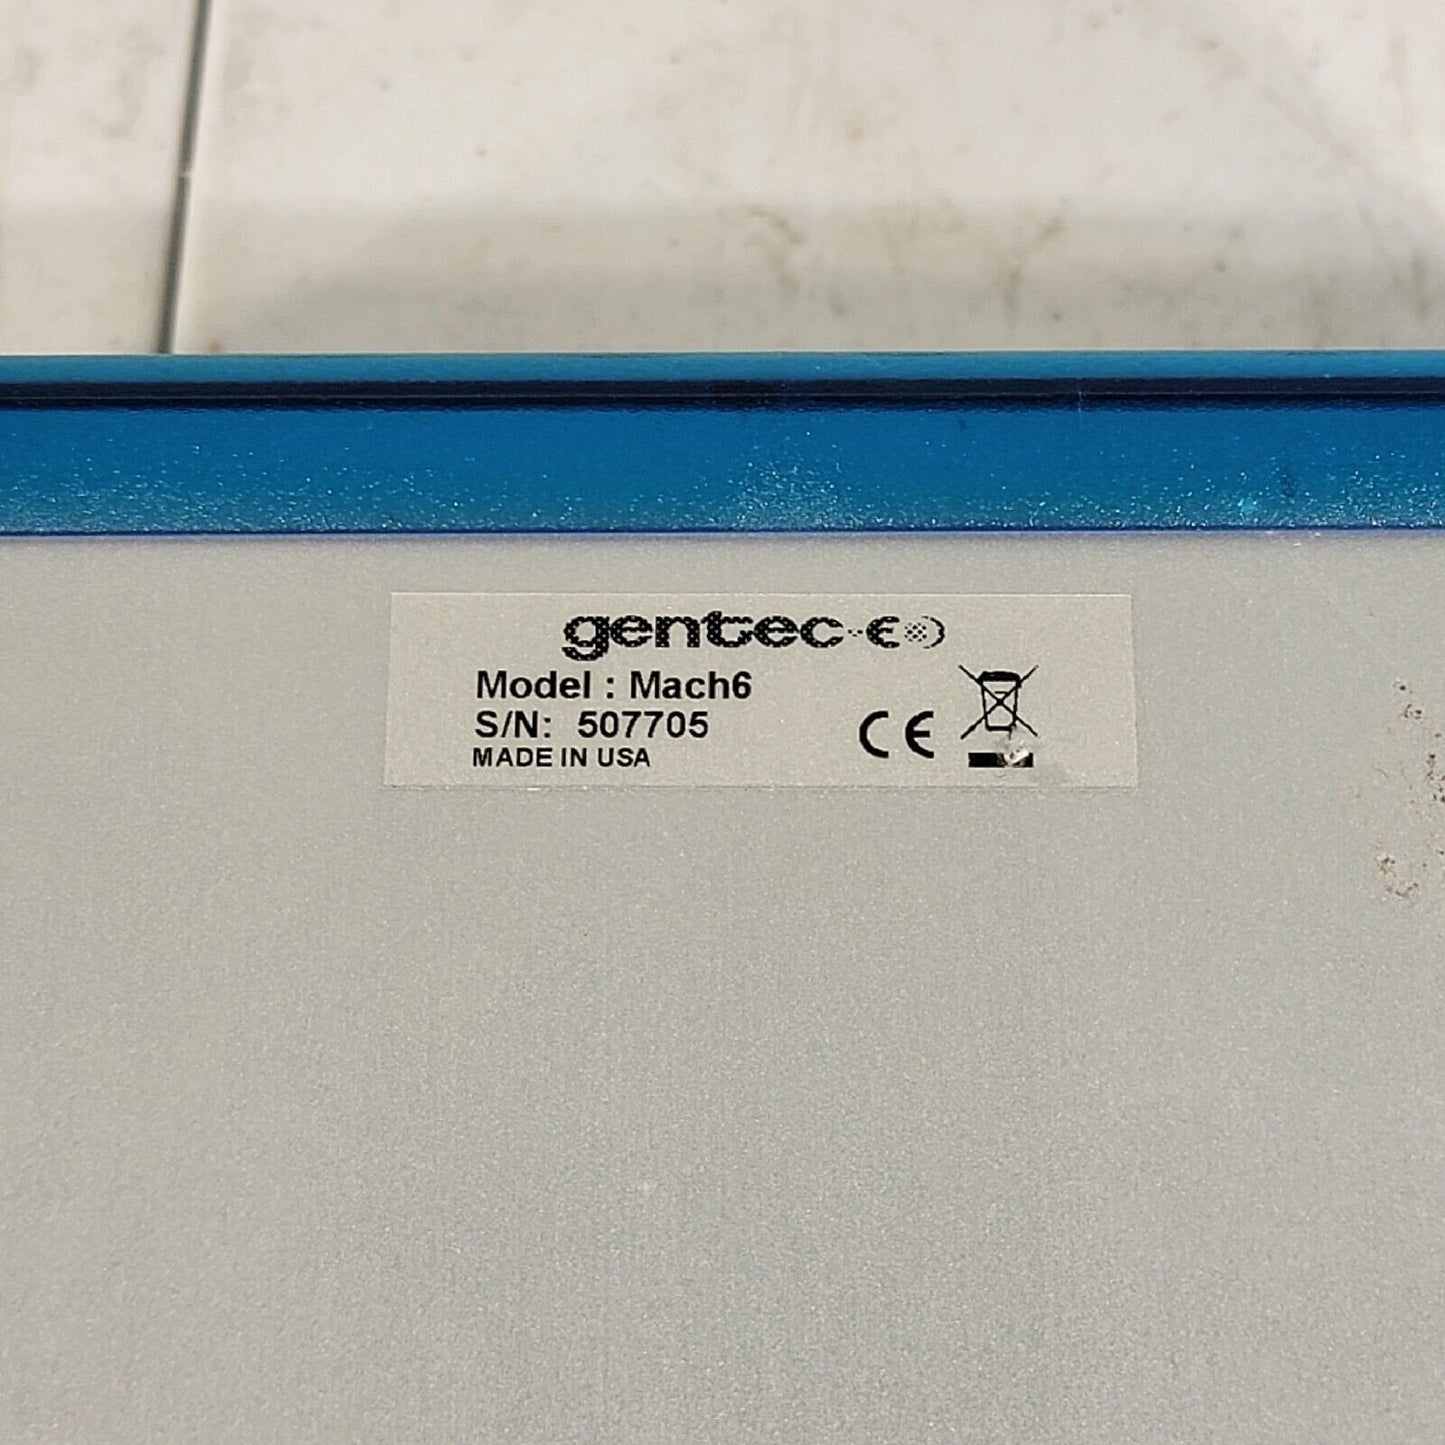 gentec-EO
Model : Mach6
S/N: 507705
MADE IN USA
CE